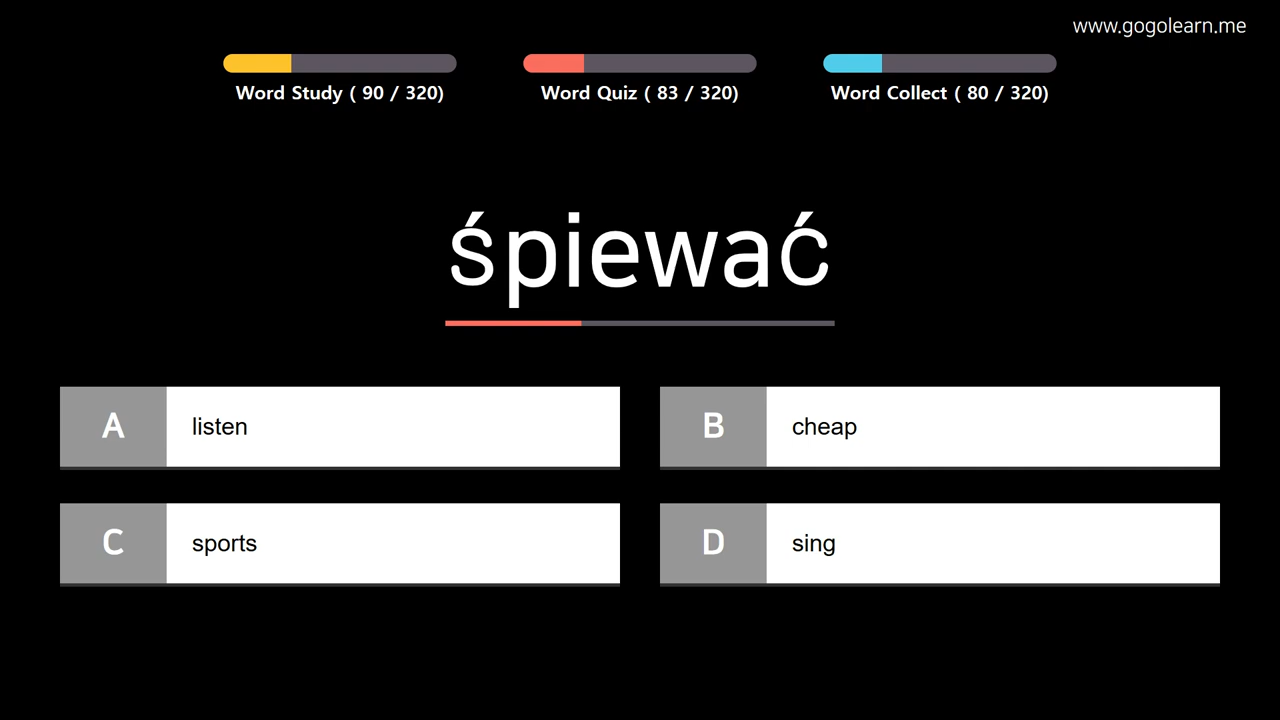 www.gogolearn.me
Word Study ( 90 / 320)
Word Quiz ( 83 / 320)
Word Collect ( 80 / 320)
śpiewać
A listen
B cheap
C sports
D sing